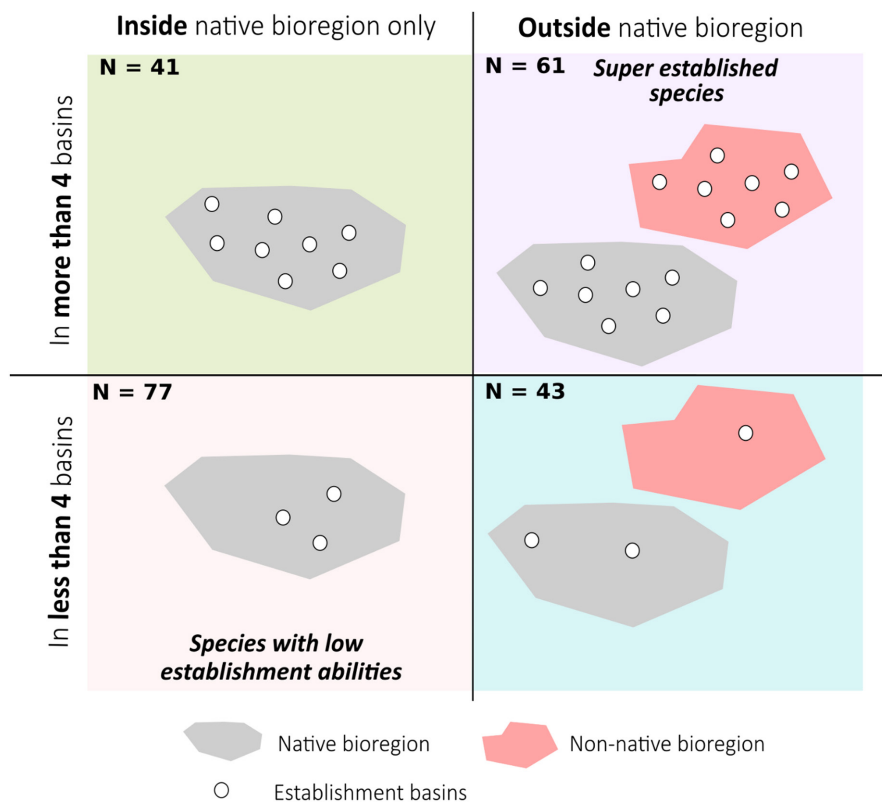 Inside native bioregion only
Outside native bioregion
In more than 4 basins
N = 41
N = 61
Super established
species
In less than 4 basins
N = 77
N = 43
Species with low
establishment abilities
Native bioregion
Non-native bioregion
Establishment basins